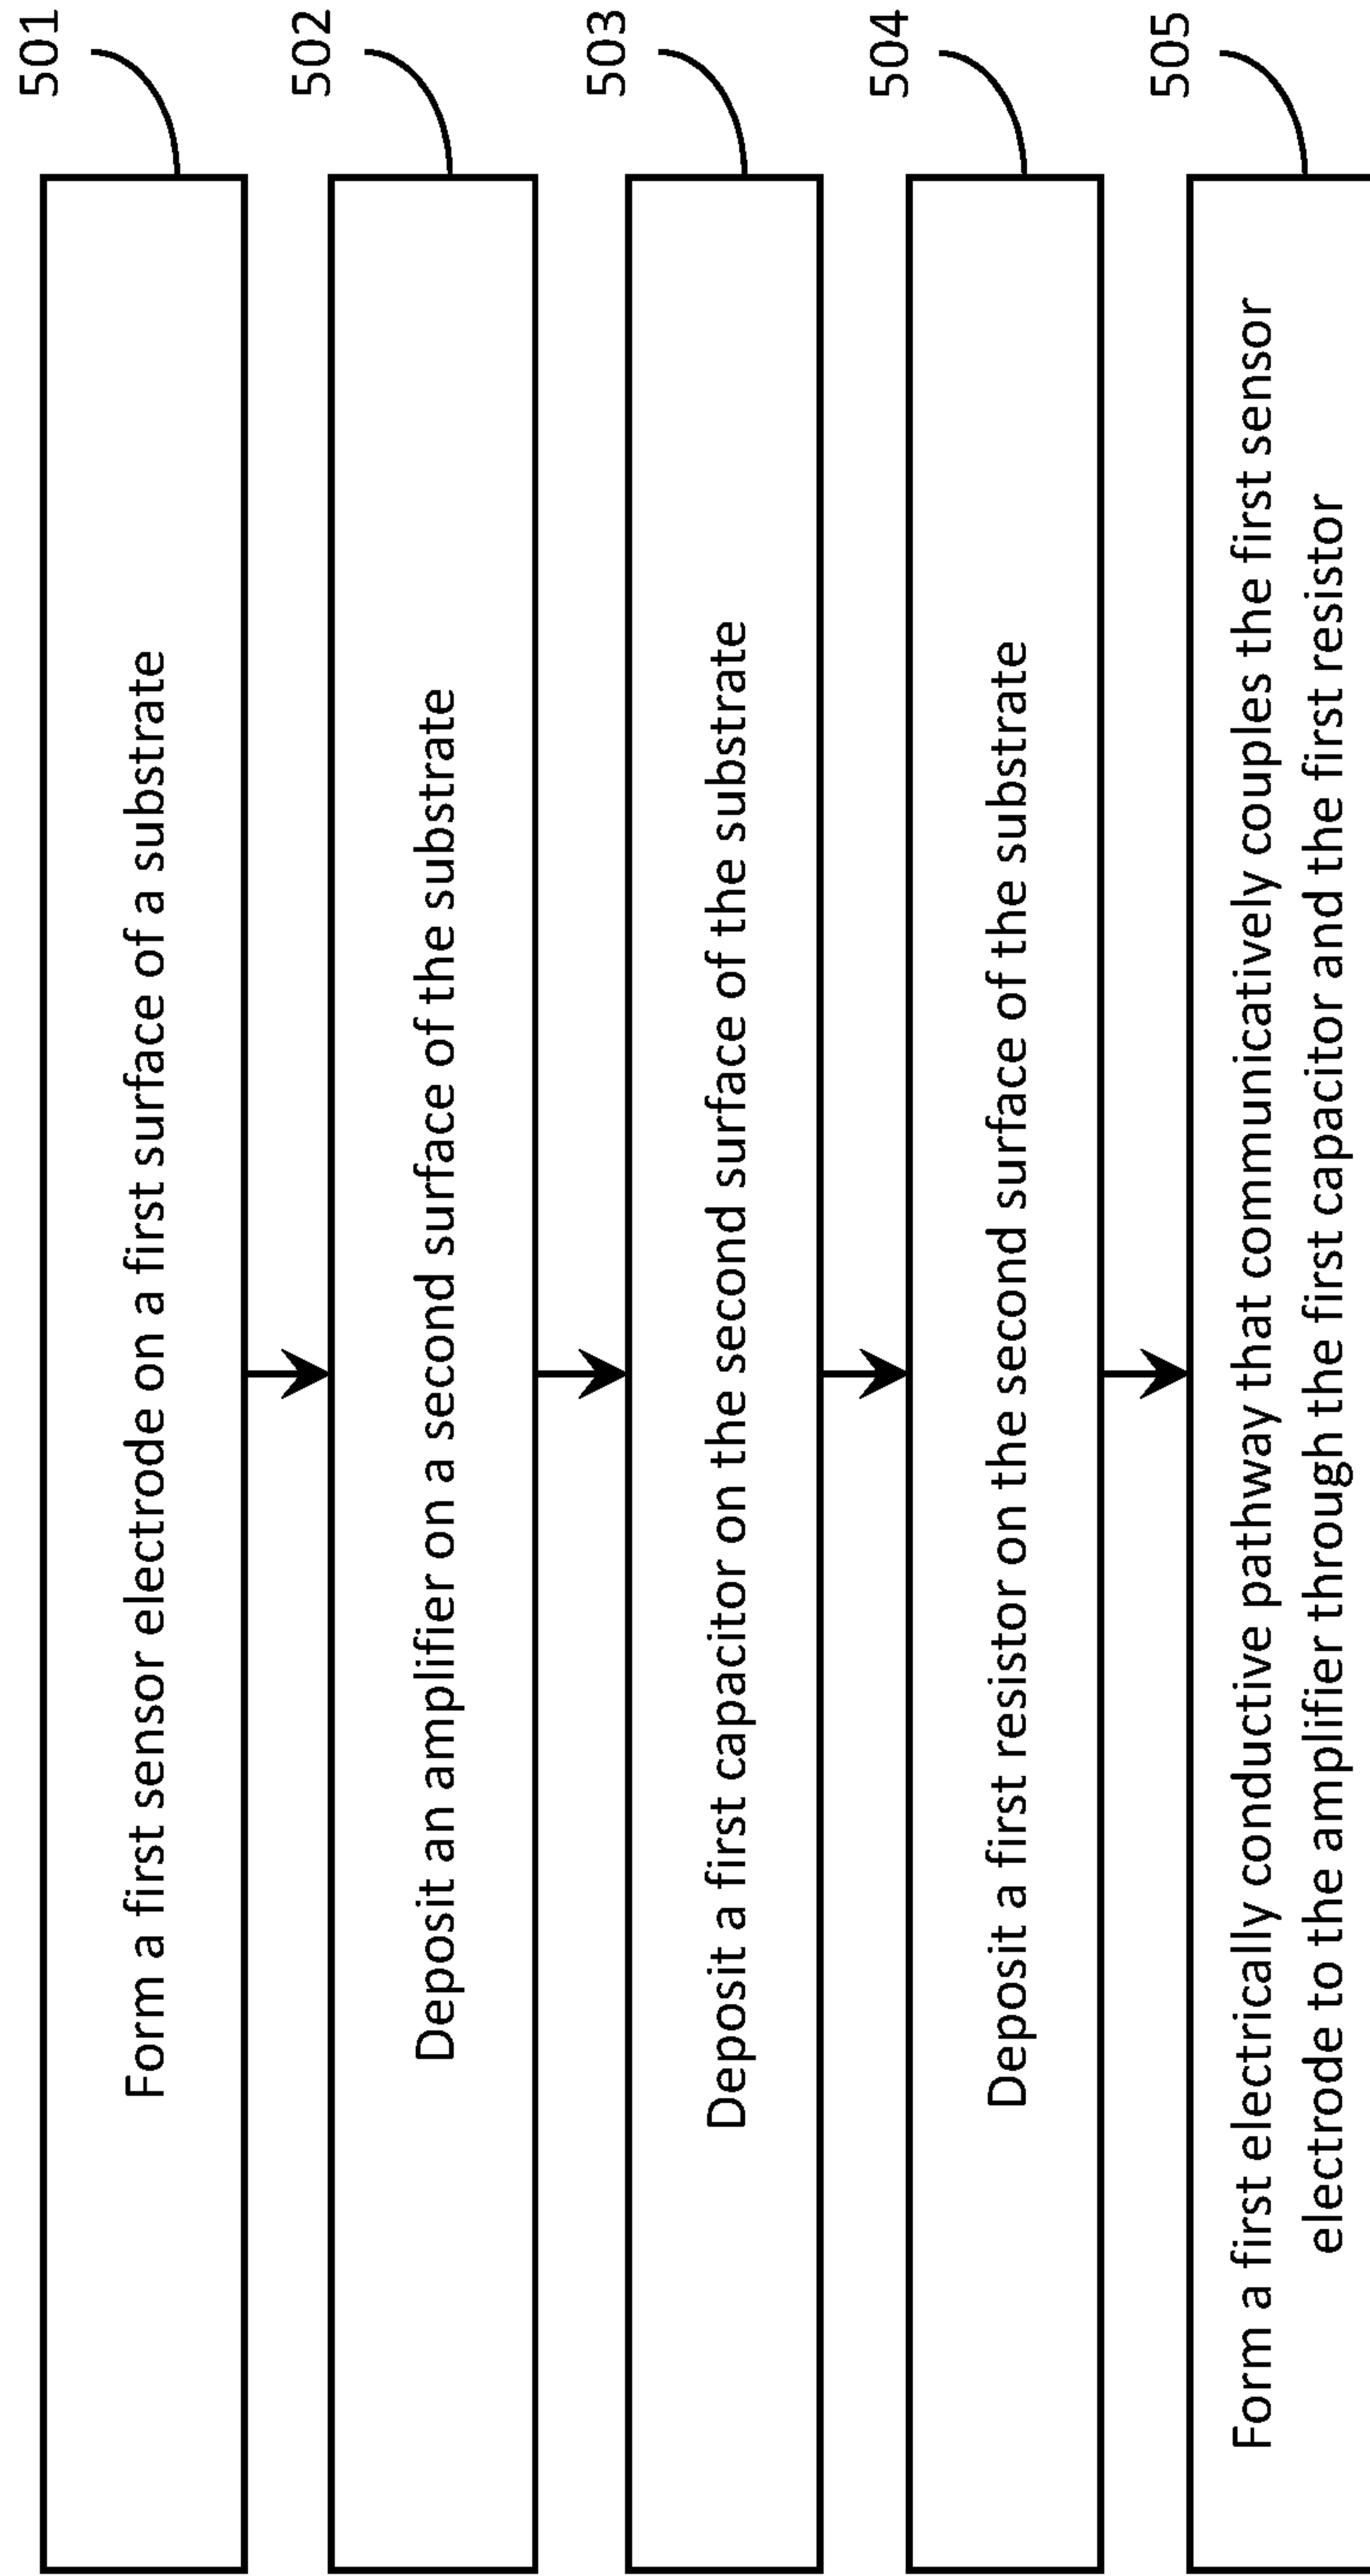 501
Form a first sensor electrode on a first surface of a substrate
502
Deposit an amplifier on a second surface of the substrate
503
Deposit a first capacitor on the second surface of the substrate
504
Deposit a first resistor on the second surface of the substrate
505
Form a first electrically conductive pathway that communicatively couples the first sensor
electrode to the amplifier through the first capacitor and the first resistor